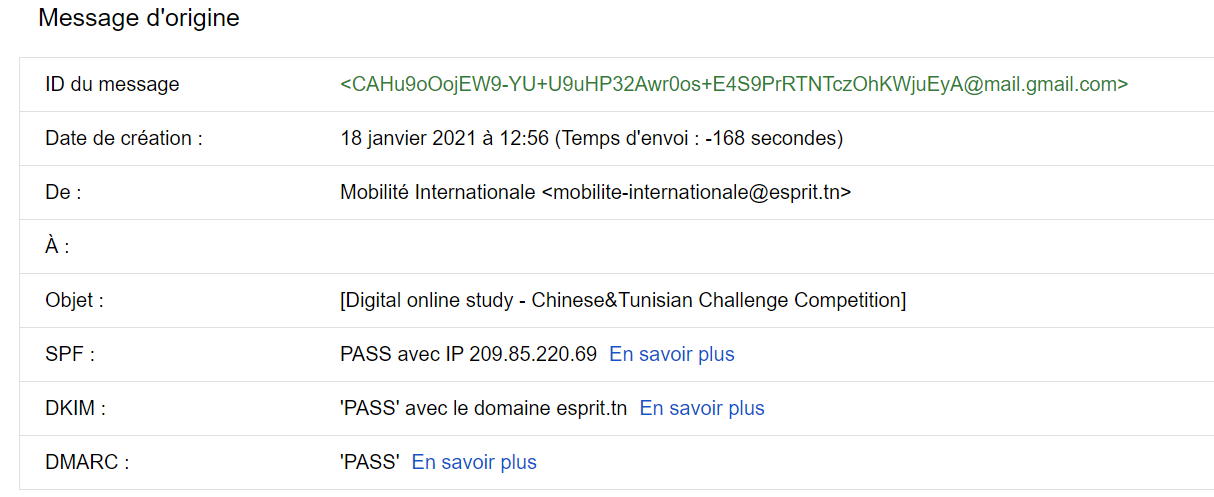 Message d'origine
ID du message <CAHu9oOojEW9-YU+U9uHP32Awr0os+E4S9PrRTNTczOhKWjuEyA@mail.gmail.com>
Date de création : 18 janvier 2021 à 12:56 (Temps d'envoi : -168 secondes)
De : Mobilité Internationale <mobilite-internationale@esprit.tn>
À :
Objet : [Digital online study - Chinese&Tunisian Challenge Competition]
SPF : PASS avec IP 209.85.220.69 En savoir plus
DKIM : 'PASS' avec le domaine esprit.tn En savoir plus
DMARC : 'PASS' En savoir plus